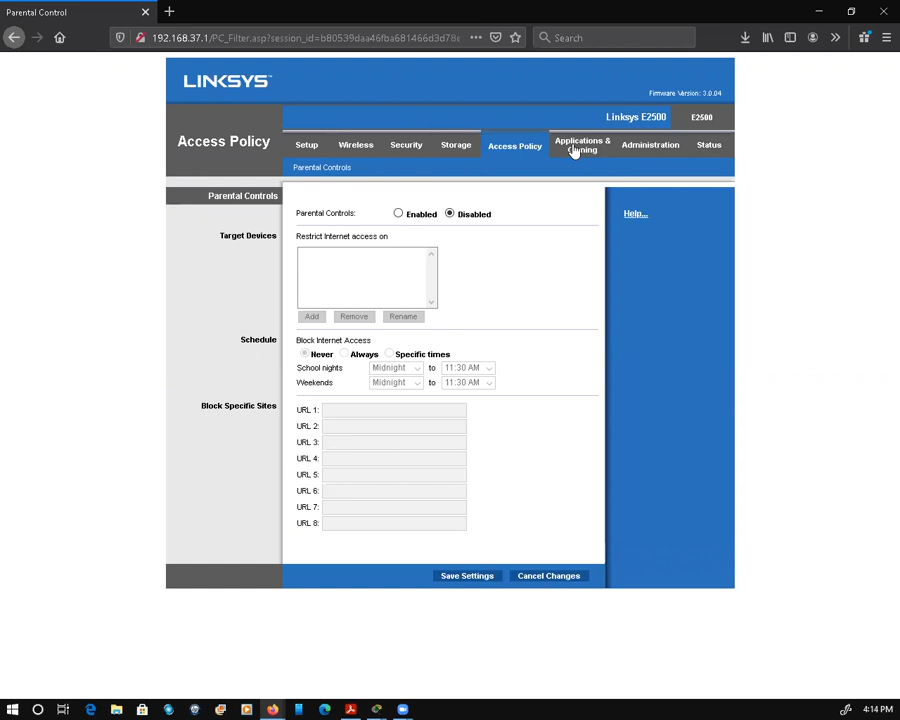 Parental Control
192.168.37.1/PC_Filter.asp?session_id=b80539daa46fba681466d3d78e
Search
LINKSYS™
Firmware Version: 3.0.04
Linksys E2500
E2500
Access Policy
Setup
Wireless
Security
Storage
Access Policy
Applications &
Administration
Status
Parental Controls
Parental Controls
Parental Controls:
Enabled
Disabled
Help...
Target Devices
Restrict Internet access on
Add
Remove
Rename
Schedule
Block Internet Access
Never
Always
Specific times
School nights
Midnight
to
11:30 AM
Weekends
Midnight
to
11:30 AM
Block Specific Sites
URL 1:
URL 2:
URL 3:
URL 4:
URL 5:
URL 6:
URL 7:
URL 8:
Save Settings
Cancel Changes
4:14 PM